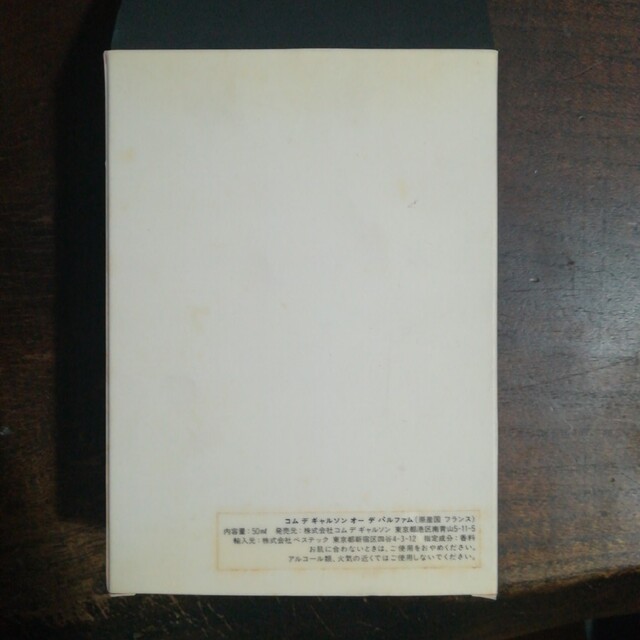 コム デ ギャルソン オー デ パルファム(原産国 フランス)
内容量:50ml 発売元:株式会社コム デ ギャルソン 東京都港区南青山5-11-5
輸入元:株式会社ベステック 東京都新宿区四谷4-3-12 指定成分:香料
お肌に合わないときは、ご使用をおやめください。
アルコール類。火気の近くではご使用しないでください。